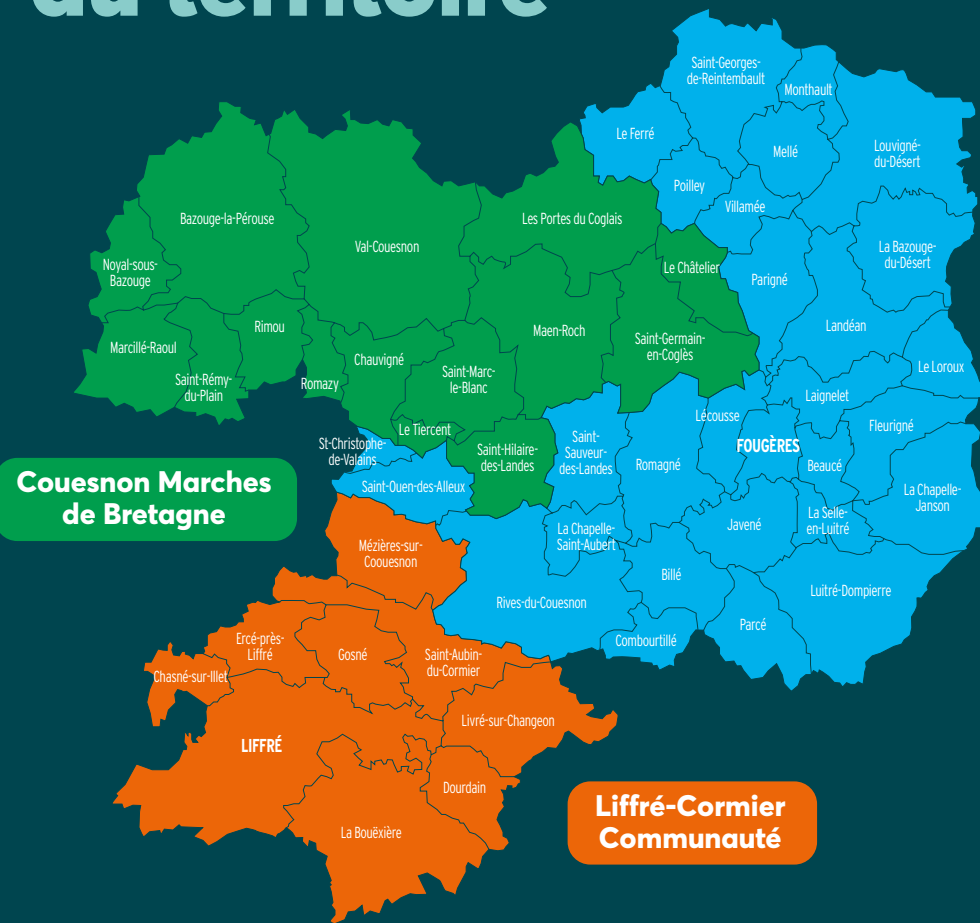 du territoire
Saint-Georges-
de-Reintembault
Monthault
Le Ferré
Mellé
Louvigné-
du-Désert
Poilley
Villamée
Bazouge-la-Pérouse
Val-Couesnon
Les Portes du Coglais
La Bazouge-
du-Désert
Noyal-sous-
Bazouge
Le Châtelier
Parigné
Marcillé-Raoul
Rimou
Maen-Roch
Landéan
Saint-Germain-
en-Coglès
Chauvigné
Saint-Marc-
le-Blanc
Le Loroux
Saint-Rémy-
du-Plain
Romazy
Laignelet
Lécousse
Fleurigné
Le Tiercent
FOUGÈRES
St-Christophe-
de-Valains
Saint-Hilaire-
des-Landes
Saint-
Sauveur-
des-Landes
Romagné
Beaucé
Couesnon Marches
de Bretagne
Saint-Ouen-des-Alleux
La Chapelle-
Janson
La Chapelle-
Saint-Aubert
Javené
La Selle-
en-Luitré
Mézières-sur-
Coouesnon
Billé
Luitré-Dompierre
Rives-du-Couesnon
Parcé
Combourtillé
Ercé-près-
Liffré
Gosné
Saint-Aubin-
du-Cormier
Chasné-sur-Illet
Livré-sur-Changeon
LIFFRÉ
Dourdain
La Bouëxière
Liffré-Cormier
Communauté